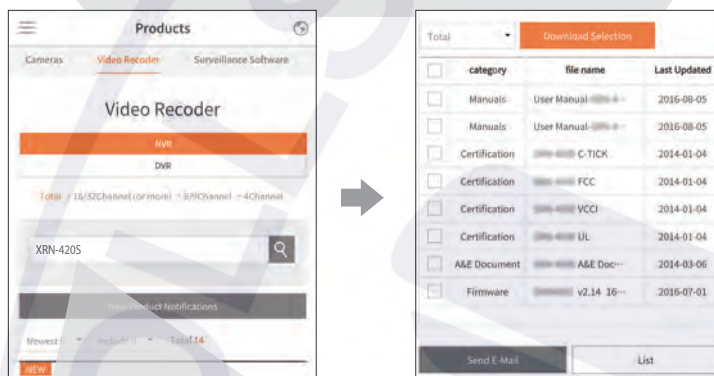 Products
Cameras Video Recoder Surveillance Software
Video Recoder
NVR
DVR
Total / 16/32Channel (or more) · 8/9Channel · 4Channel
XRN-420S
New Product Notifications
Newest Included Total 14
NEW
Total Download Selection
category file name Last Updated
Manuals User Manual 2016-08-05
Manuals User Manual 2016-08-05
Certification C-TICK 2014-01-04
Certification FCC 2014-01-04
Certification VCCI 2014-01-04
Certification UL 2014-01-04
A&E Document A&E Doc··· 2014-03-06
Firmware v2.14_16··· 2016-07-01
Send E-Mail List